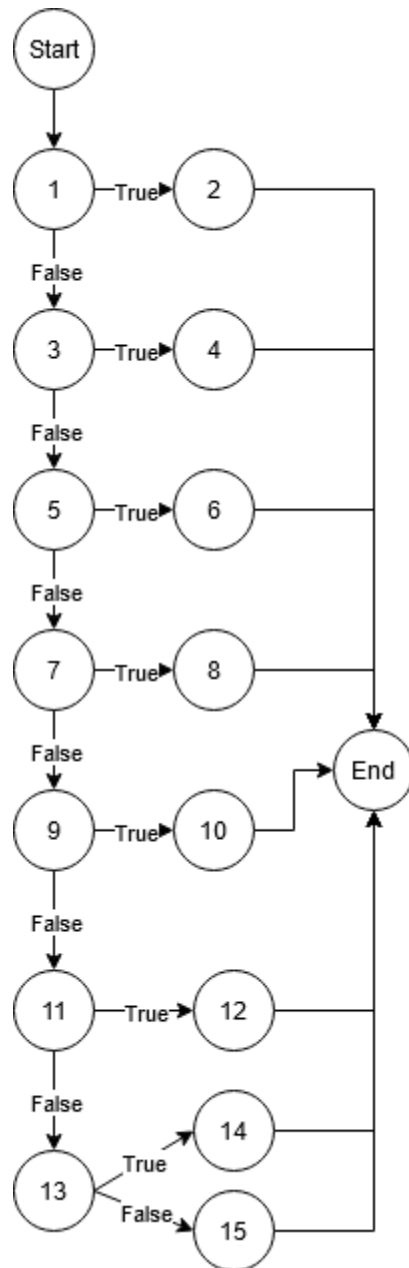 Start
1 True 2
False
3 True 4
False
5 True 6
False
7 True 8
False
End
9 True 10
False
11 True 12
False
14
True
13
False
15